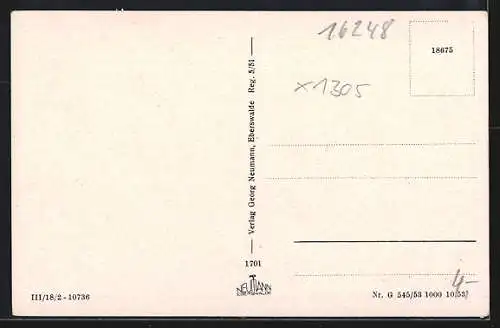 16248
18675
x1305
Verlag Georg Neumann, Eberswalde Reg. 5/51
1701
NEUMANN
EBERSWALDE
III/18/2 - 10736
Nr. G 545/53 1000 10.53
4,-